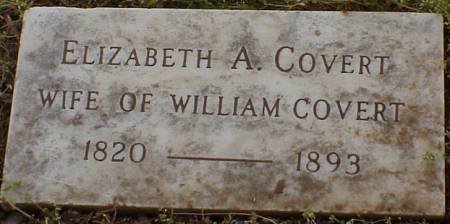 ELIZABETH A. COVERT
WIFE OF WILLIAM COVERT
1820 — 1893